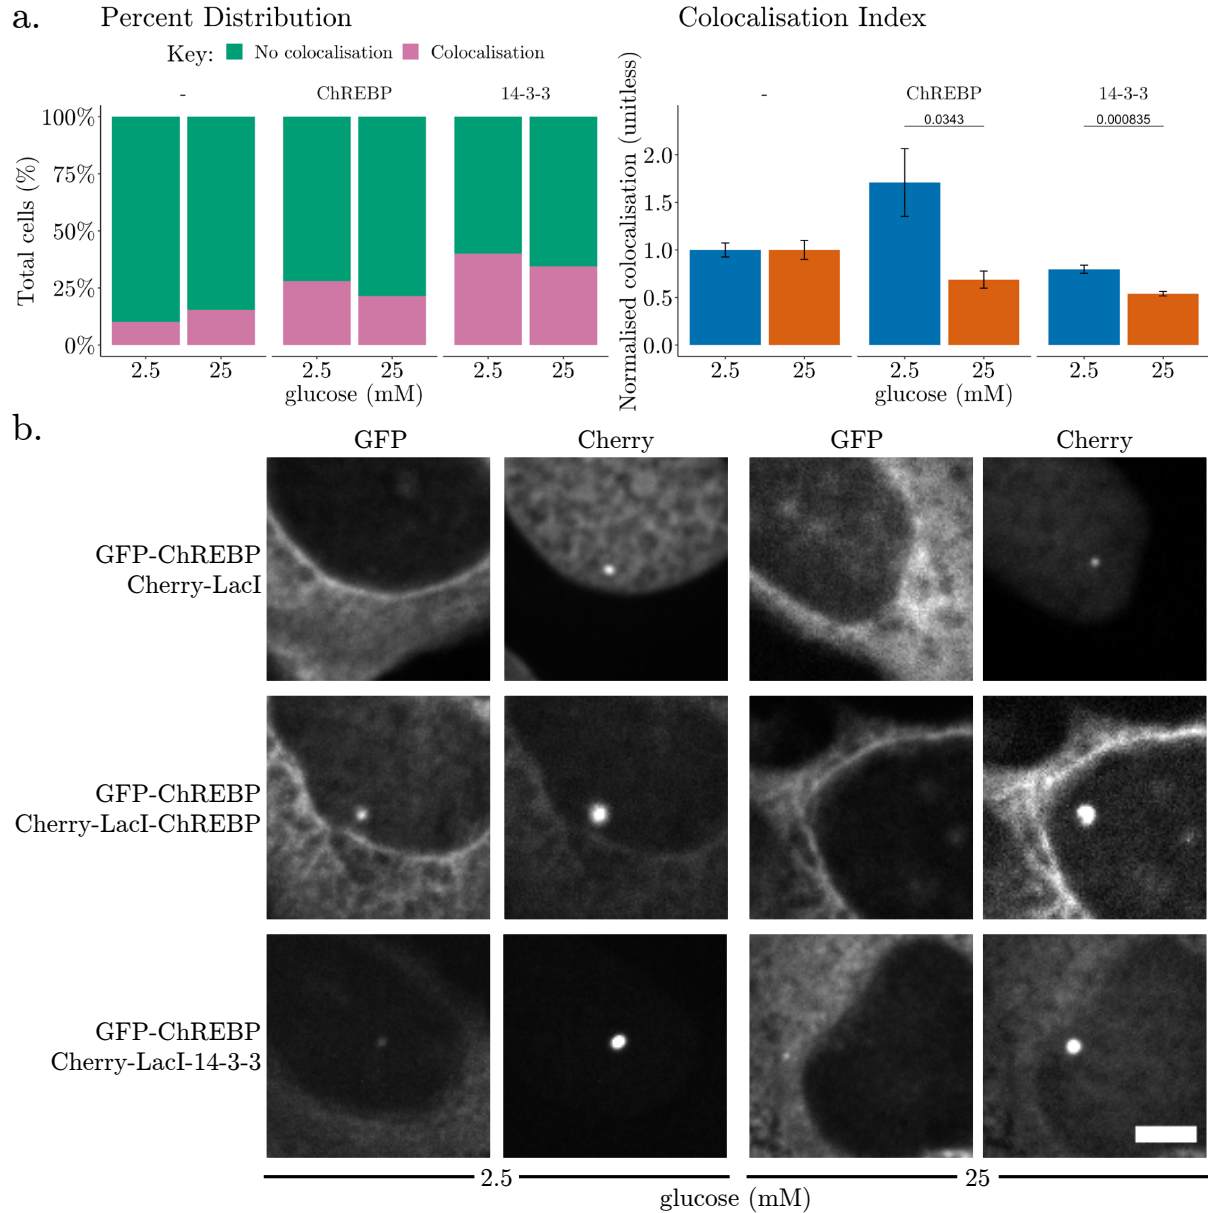 a.
Percent Distribution
Key: No colocalisation Colocalisation
- ChREBP 14-3-3
Total cells (%)
100%
75%
50%
25%
0%
2.5 25 2.5 25 2.5 25
glucose (mM)
Colocalisation Index
- ChREBP 14-3-3
0.0343 0.000835
Normalised colocalisation (unitless)
2.0
1.5
1.0
0.5
0.0
2.5 25 2.5 25 2.5 25
glucose (mM)
b.
GFP Cherry GFP Cherry
GFP-ChREBP
Cherry-LacI
GFP-ChREBP
Cherry-LacI-ChREBP
GFP-ChREBP
Cherry-LacI-14-3-3
2.5 25
glucose (mM)